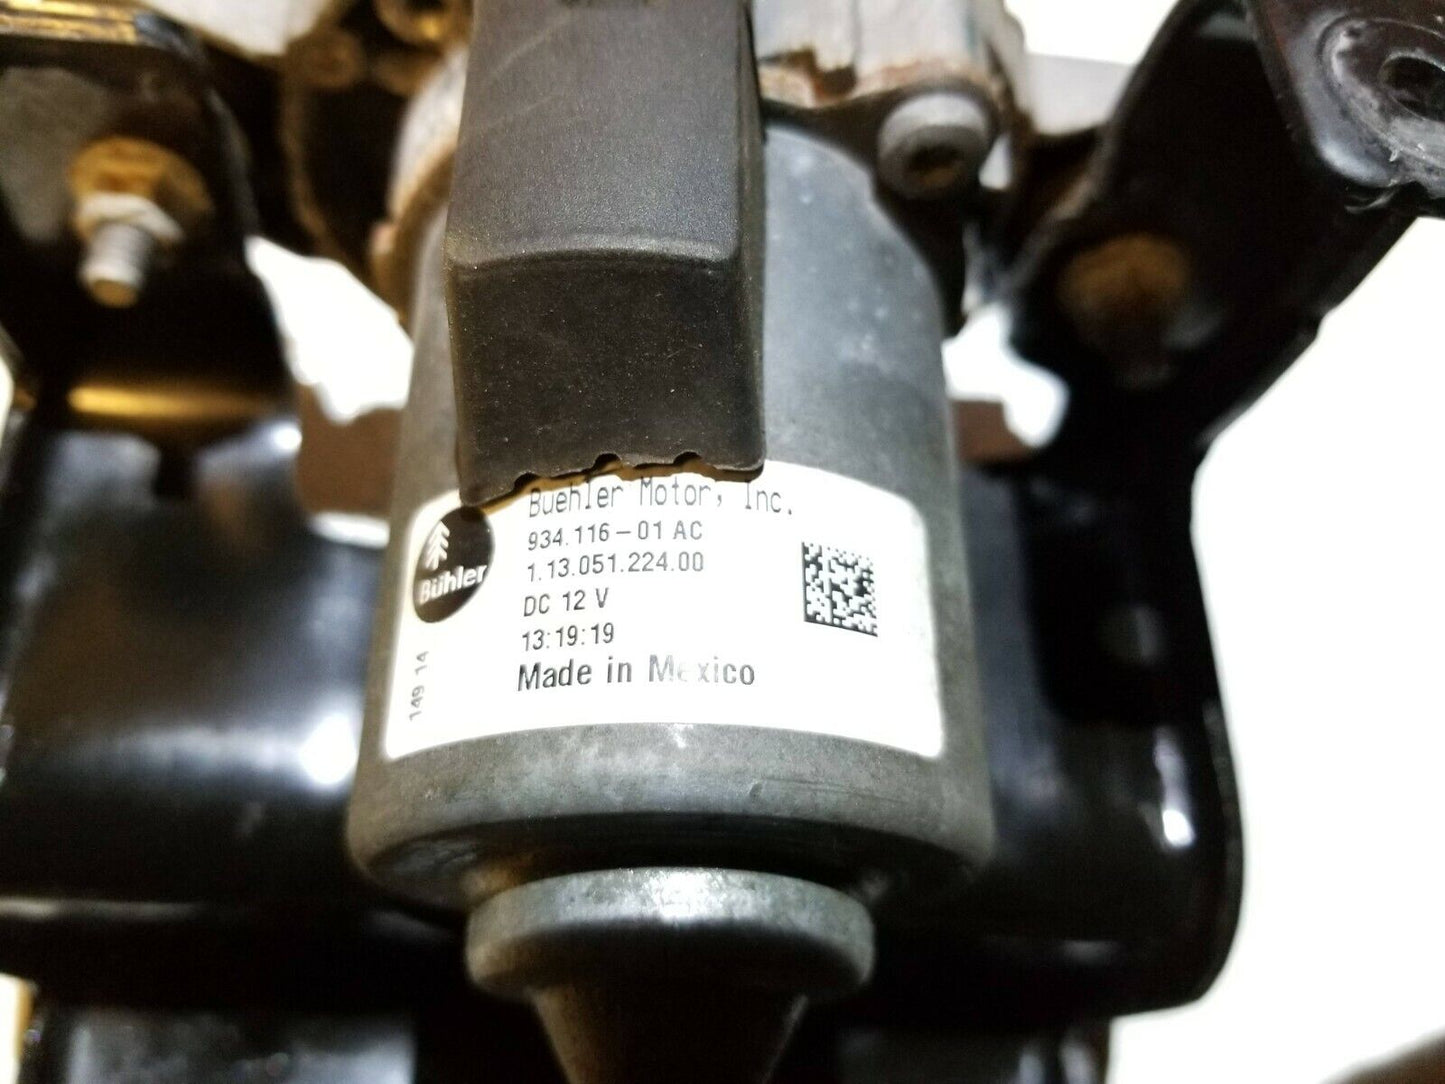 Buehler Motor, Inc.
934.116-01 AC
1.13.051.224.00
DC 12 V
13:19:19
Made in Mexico
Bühler
149 14